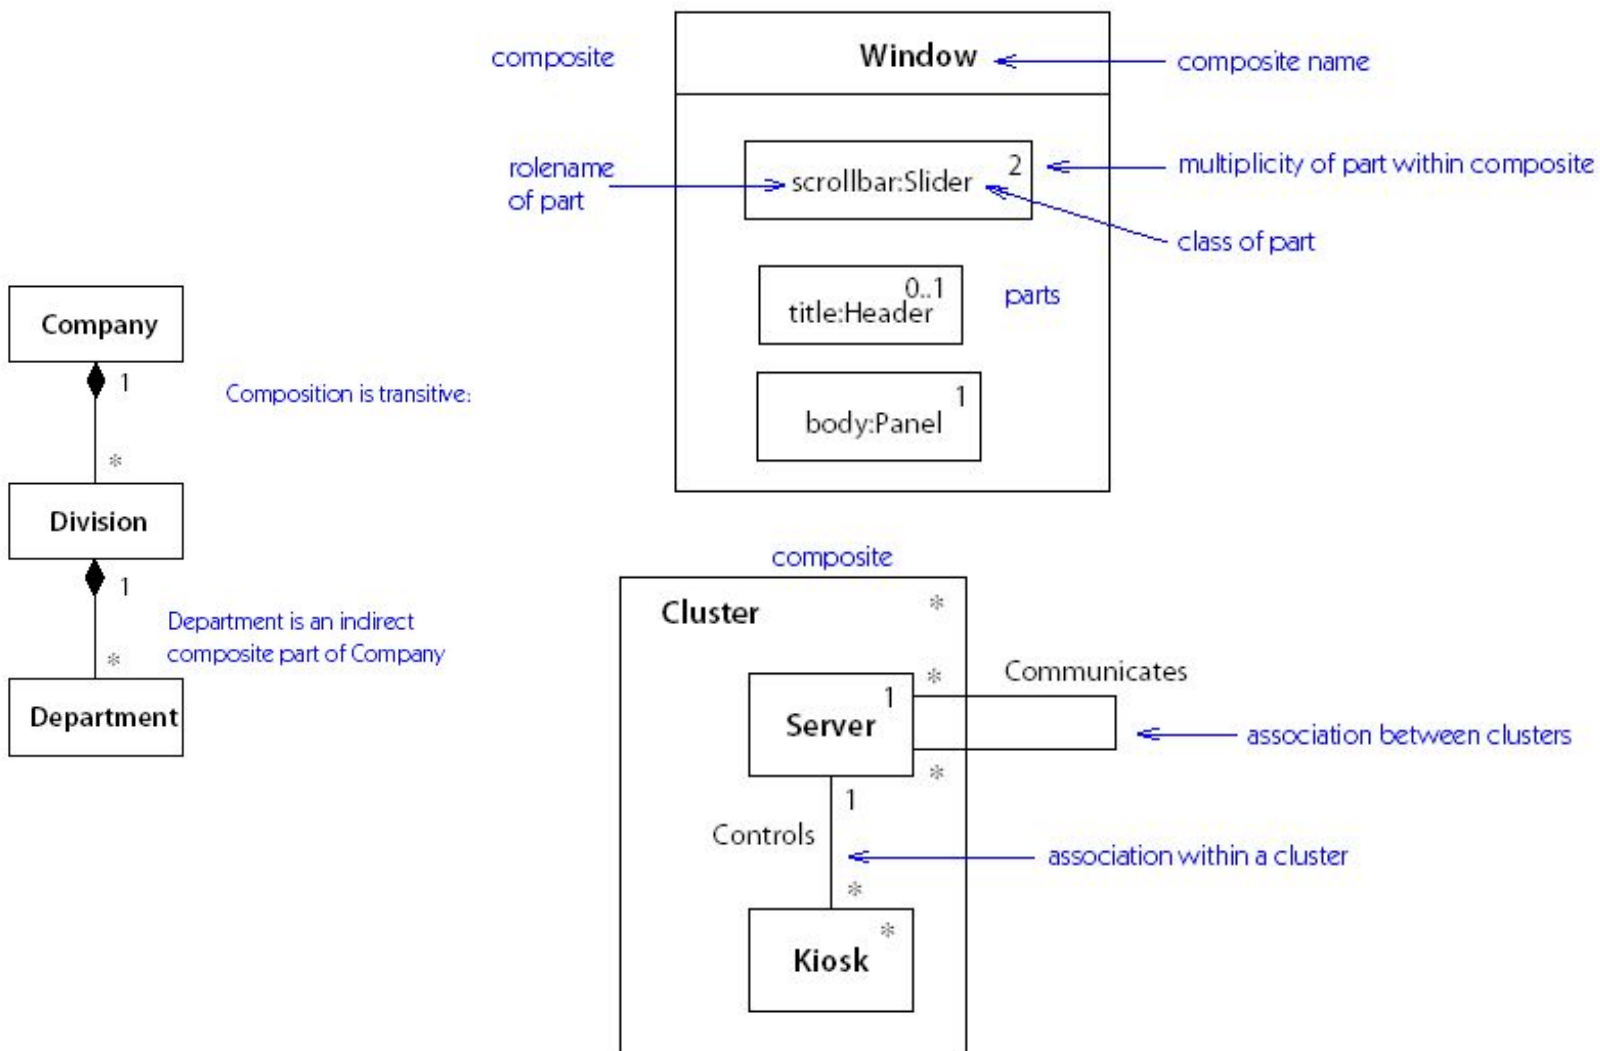 composite
Window
composite name
rolename
of part
scrollbar:Slider
2
multiplicity of part within composite
class of part
0..1
title:Header
parts
1
body:Panel
Company
1
Composition is transitive:
*
Division
1
Department is an indirect
composite part of Company
*
Department
composite
Cluster
*
Server
1
*
Communicates
association between clusters
*
1
Controls
association within a cluster
*
*
Kiosk